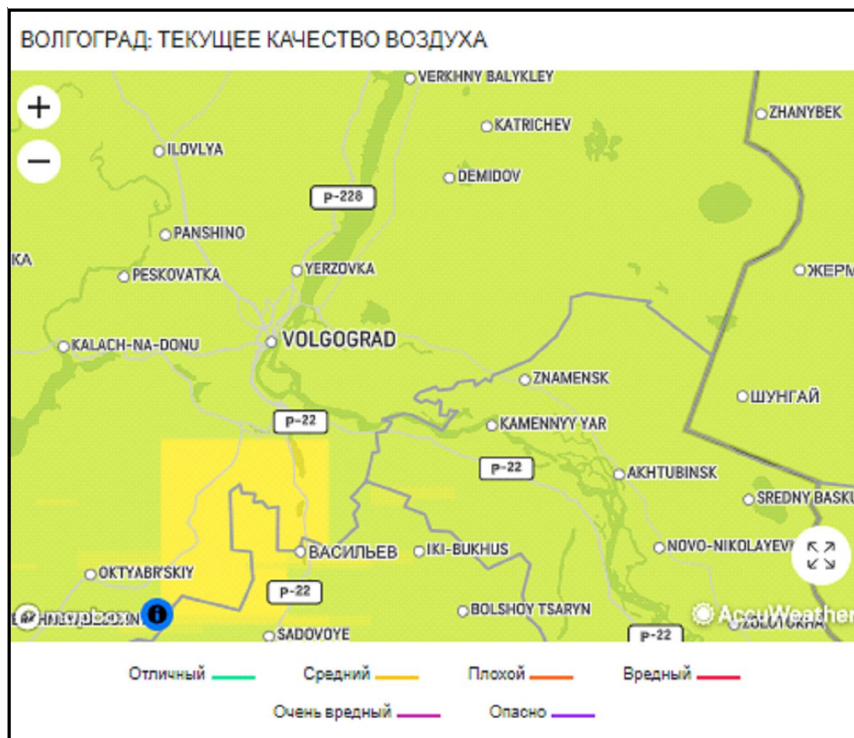 ВОЛГОГРАД: ТЕКУЩЕЕ КАЧЕСТВО ВОЗДУХА
VERKHNY BALYKLEY
ZHANYBEK
KATRICHEV
ILOVLYA
DEMIDOV
P-228
PANSHINO
КА
YERZOVKA
ЖЕРМ
PESKOVATKA
VOLGOGRAD
KALACH-NA-DONU
ZNAMENSK
ШУНГАЙ
P-22
KAMENNYY YAR
P-22
AKHTUBINSK
SREDNY BASKU
ВАСИЛЬЕВ
IKI-BUKHUS
NOVO-NIKOLAYEV
OKTYABR'SKIY
P-22
BOLSHOY TSARYN
mapbox
AccuWeather
SADOVOYE
P-22
Отличный
Средний
Плохой
Вредный
Очень вредный
Опасно